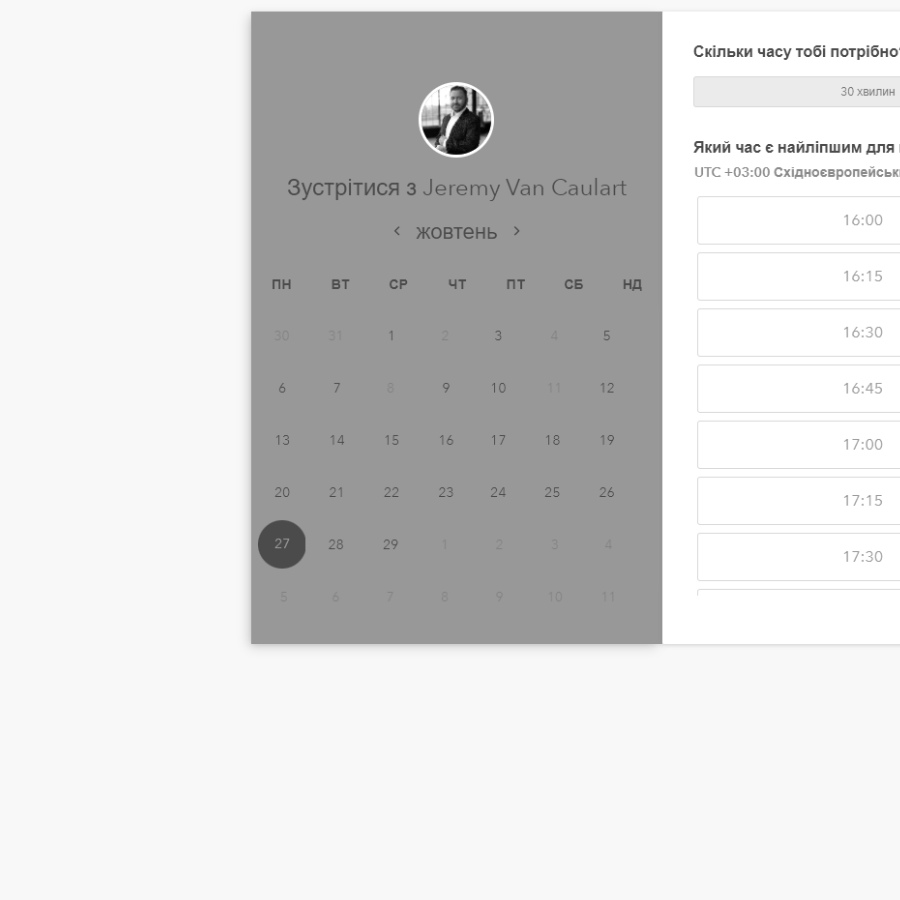 Зустрітися з Jeremy Van Caulart
жовтень
ПН ВТ СР ЧТ ПТ СБ НД
30 31 1 2 3 4 5
6 7 8 9 10 11 12
13 14 15 16 17 18 19
20 21 22 23 24 25 26
27 28 29 1 2 3 4
5 6 7 8 9 10 11
Скільки часу тобі потрібно
30 хвилин
Який час є найліпшим для
UTC +03:00
16:00
16:15
16:30
16:45
17:00
17:15
17:30